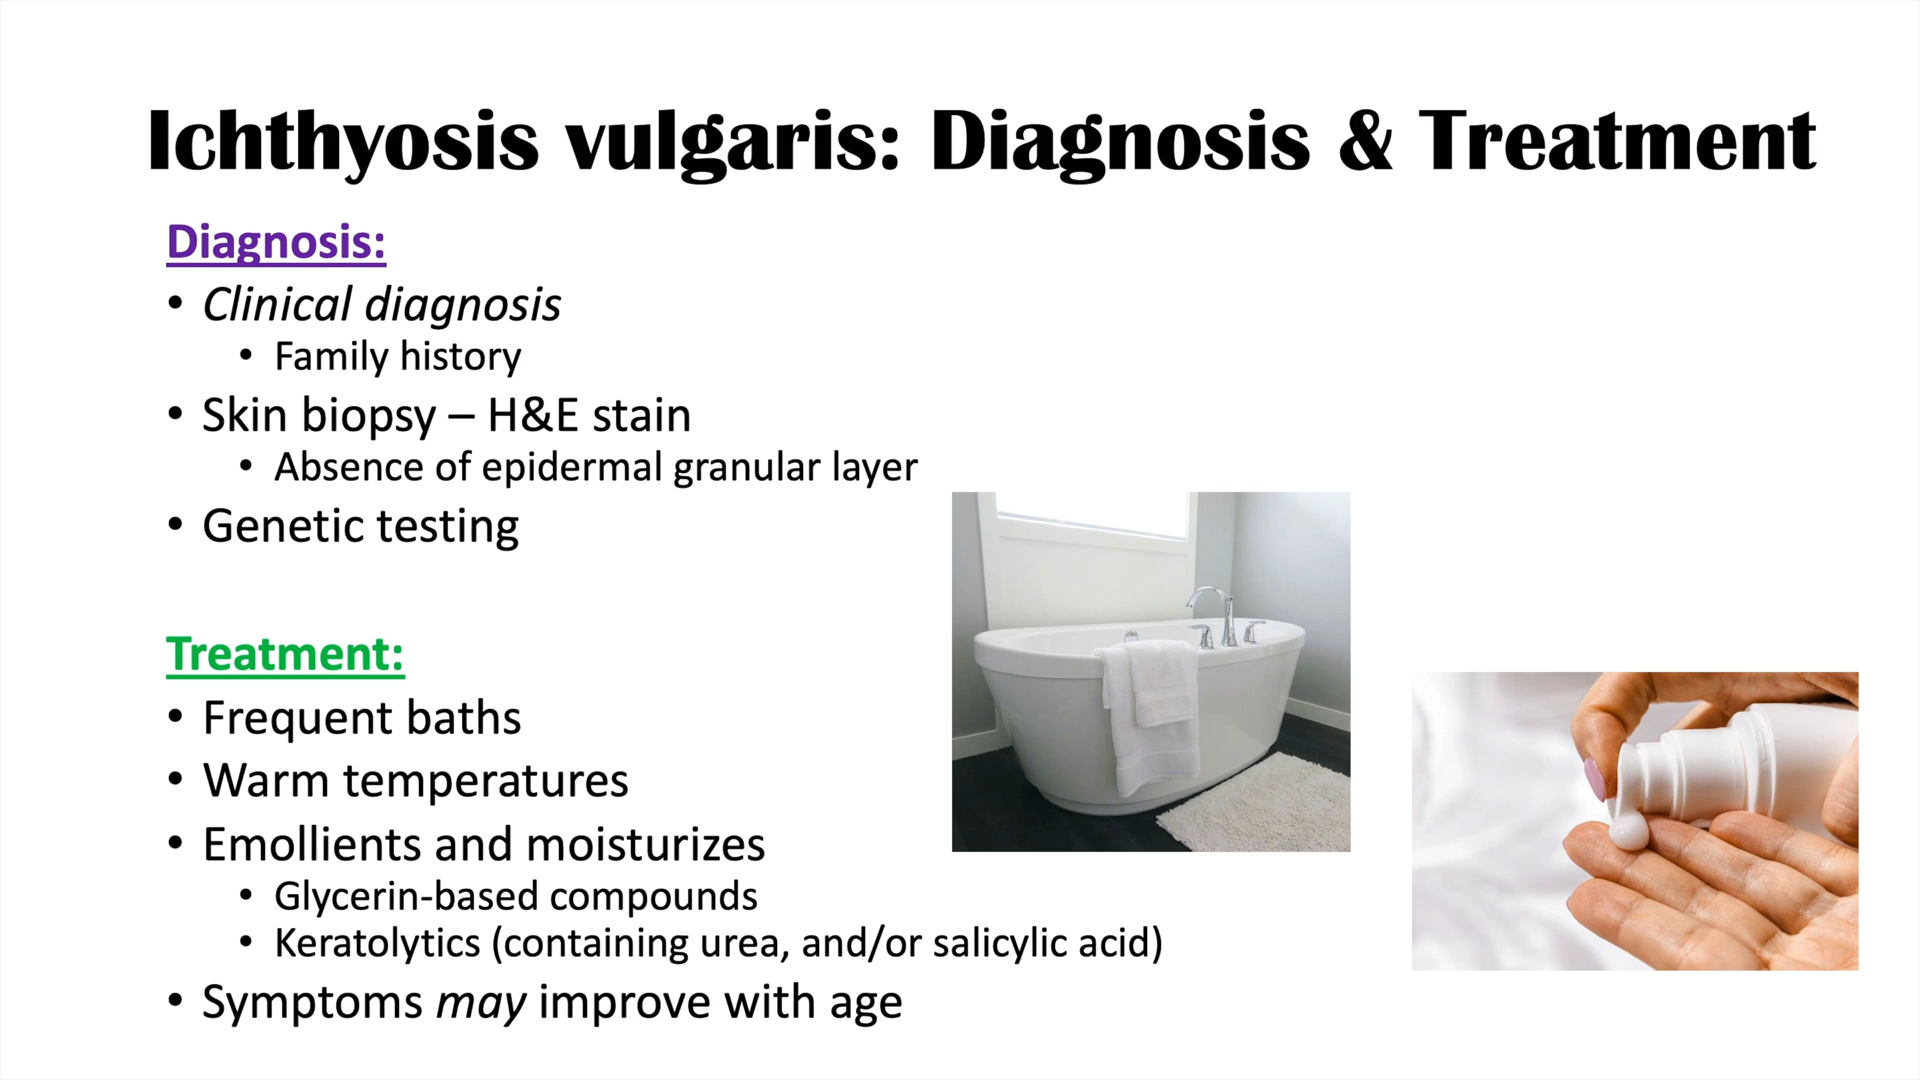 Ichthyosis vulgaris: Diagnosis & Treatment
Diagnosis:
• Clinical diagnosis
• Family history
• Skin biopsy – H&E stain
• Absence of epidermal granular layer
• Genetic testing
Treatment:
• Frequent baths
• Warm temperatures
• Emollients and moisturizes
• Glycerin-based compounds
• Keratolytics (containing urea, and/or salicylic acid)
• Symptoms may improve with age